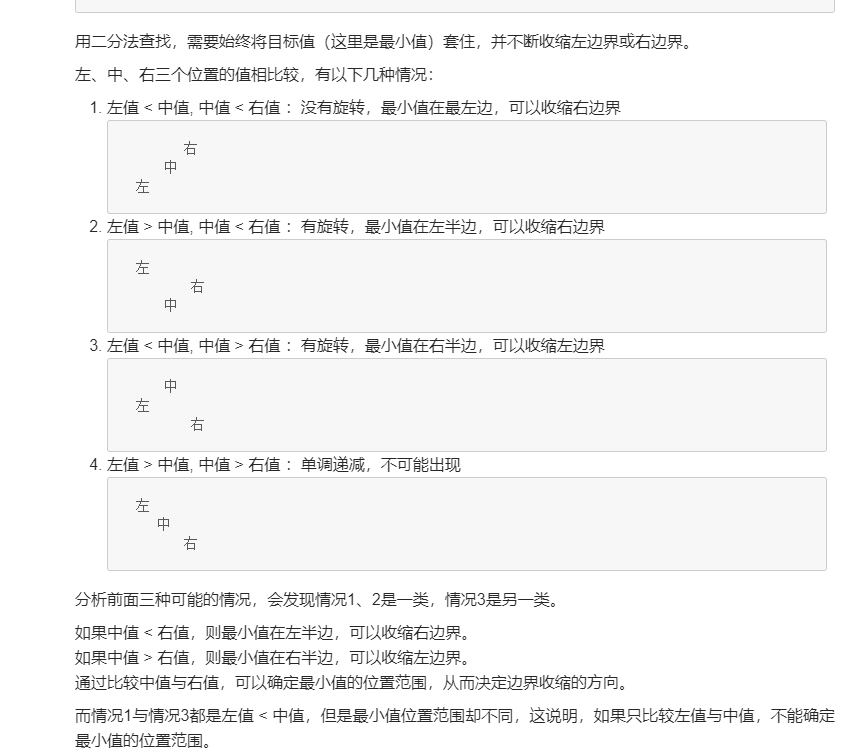 用二分法查找，需要始终将目标值（这里是最小值）套住，并不断收缩左边界或右边界。
左、中、右三个位置的值相比较，有以下几种情况：
1. 左值 < 中值, 中值 < 右值 ：没有旋转，最小值在最左边，可以收缩右边界
右
中
左
2. 左值 > 中值, 中值 < 右值 ：有旋转，最小值在左半边，可以收缩右边界
左
右
中
3. 左值 < 中值, 中值 > 右值 ：有旋转，最小值在右半边，可以收缩左边界
中
左
右
4. 左值 > 中值, 中值 > 右值 ：单调递减，不可能出现
左
中
右
分析前面三种可能的情况，会发现情况1、2是一类，情况3是另一类。
如果中值 < 右值，则最小值在左半边，可以收缩右边界。
如果中值 > 右值，则最小值在右半边，可以收缩左边界。
通过比较中值与右值，可以确定最小值的位置范围，从而决定边界收缩的方向。
而情况1与情况3都是左值 < 中值，但是最小值位置范围却不同，这说明，如果只比较左值与中值，不能确定
最小值的位置范围。